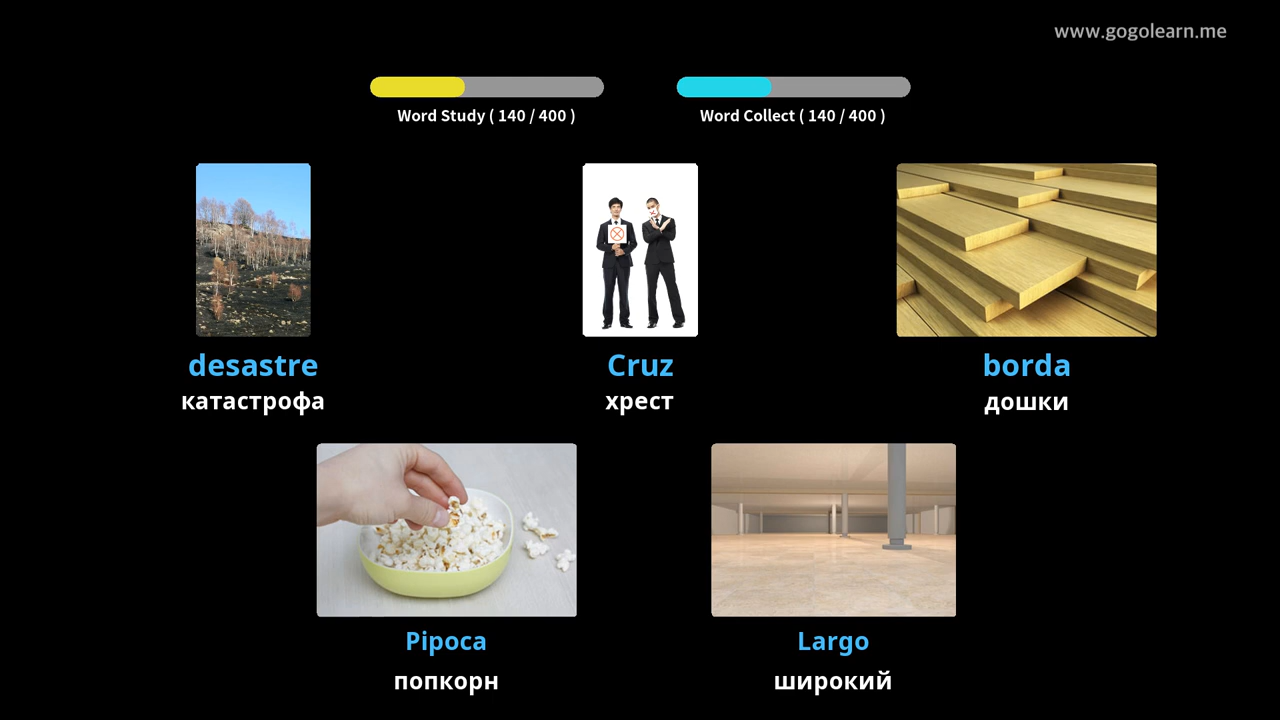 www.gogolearn.me
Word Study ( 140 / 400 )
Word Collect ( 140 / 400 )
desastre
катастрофа
Cruz
хрест
borda
дошки
Pipoca
попкорн
Largo
широкий